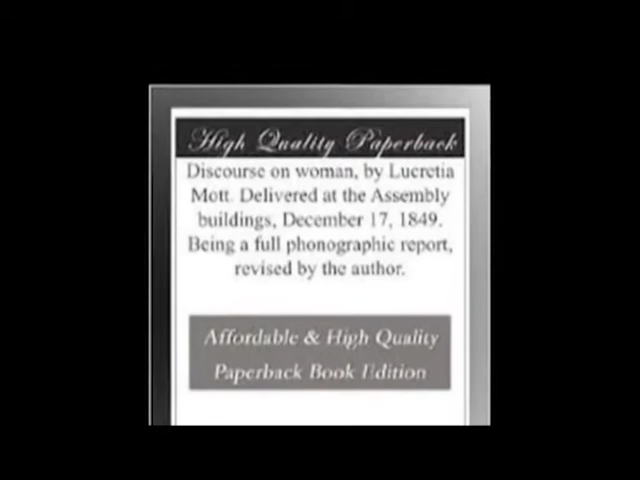 High Quality Paperback
Discourse on woman, by Lucretia
Mott. Delivered at the Assembly
buildings, December 17, 1849.
Being a full phonographic report,
revised by the author.
Affordable & High Quality
Paperback Book Edition